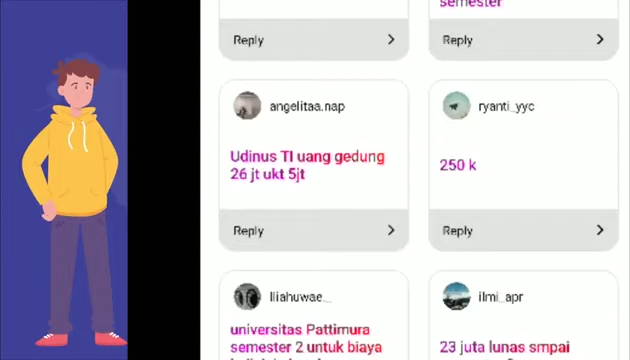 semester
Reply
Reply
angelitaa.nap
ryanti_yyc
Udinus TI uang gedung
26 jt ukt 5jt
250 k
Reply
Reply
lliahuwae._
ilmi_apr
universitas Pattimura
semester 2 untuk biaya
23 juta lunas smpai